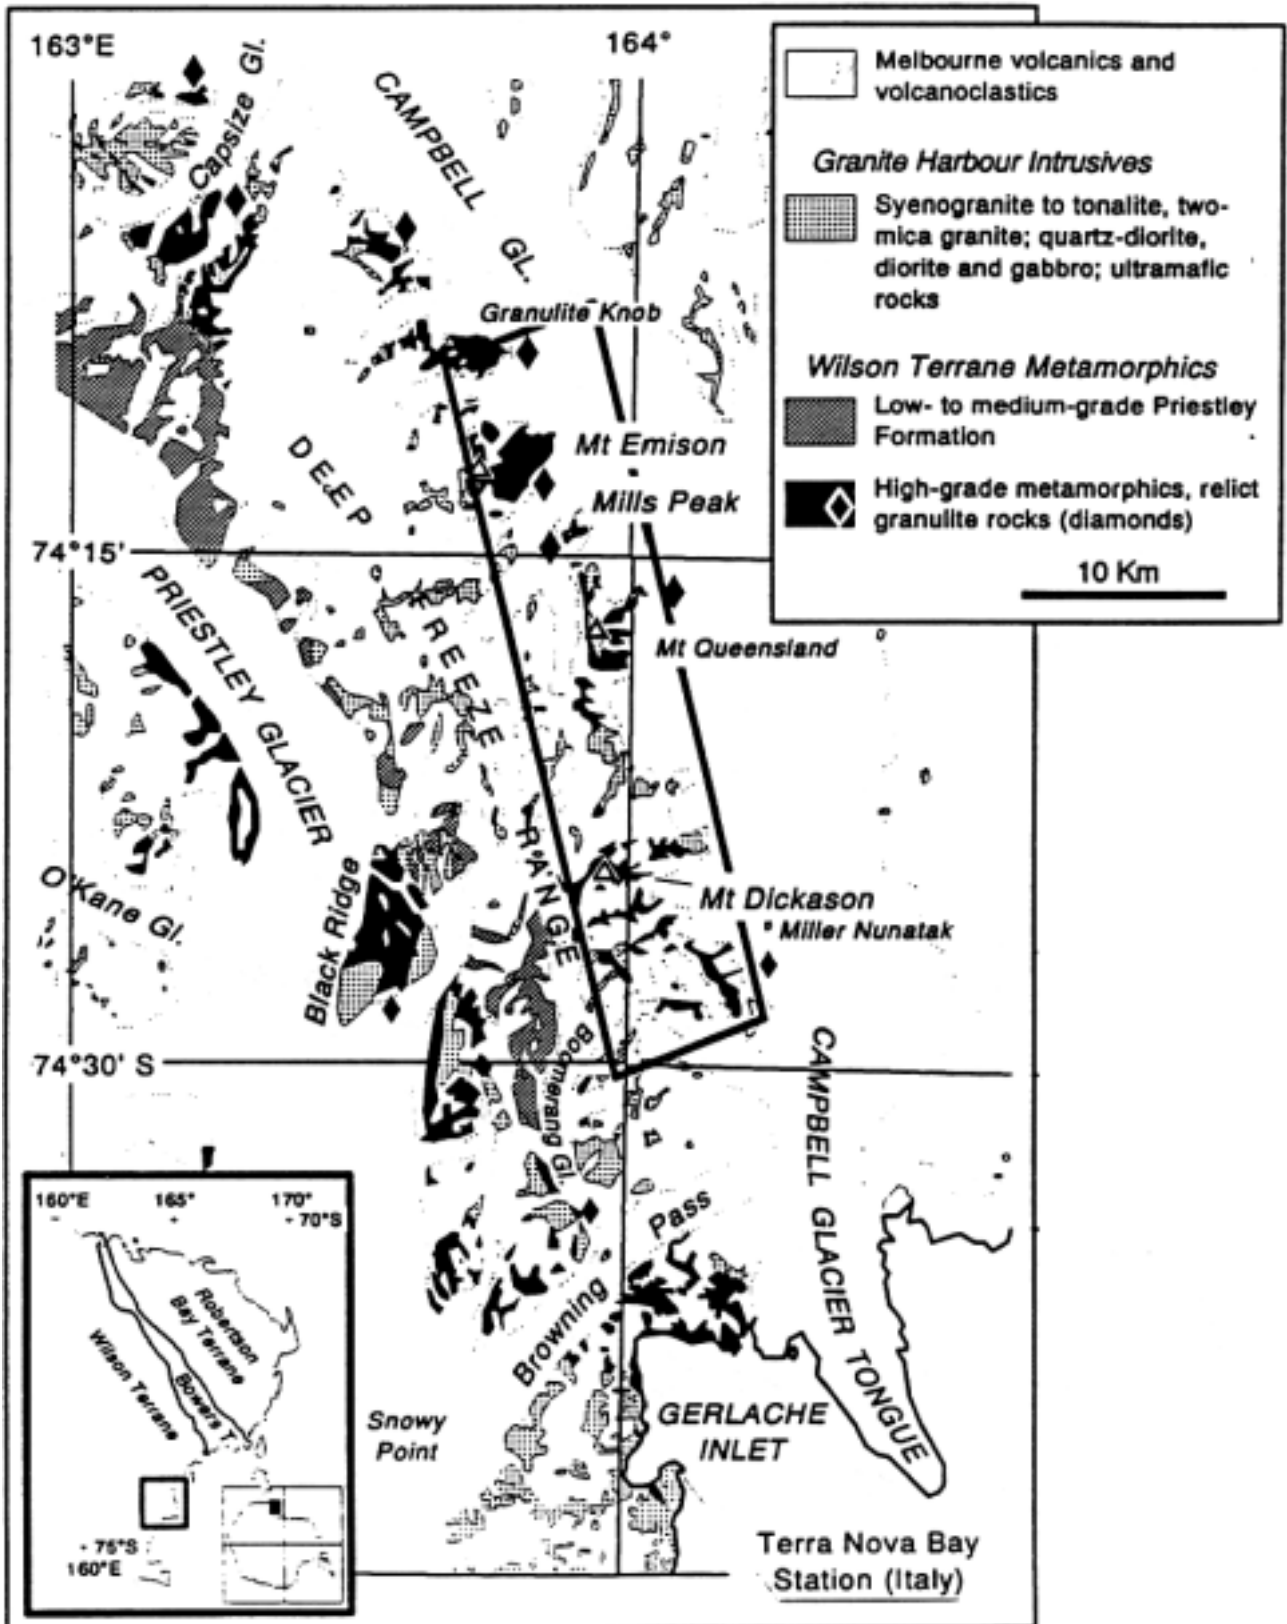 163°E
164°
Capsize Gl.
CAMPBELL
GL.
Melbourne volcanics and
volcanoclastics
Granite Harbour Intrusives
Syenogranite to tonalite, two-
mica granite; quartz-diorite,
diorite and gabbro; ultramafic
rocks
Wilson Terrane Metamorphics
Low- to medium-grade Priestley
Formation
High-grade metamorphics, relict
granulite rocks (diamonds)
10 Km
Granulite Knob
Mt Emison
Mills Peak
DEEP
FREEZE
RANGE
74°15'
PRIESTLEY GLACIER
Mt Queensland
O'Kane Gl.
Black Ridge
Mt Dickason
Miller Nunatak
74°30' S
Boomerang Gl.
CAMPBELL GLACIER TONGUE
Browning
Pass
160°E
165°
170°
- 70°S
Robertson
Bay Terrane
Bowers T.
Wilson Terrane
- 75°S
160°E
Snowy
Point
GERLACHE
INLET
Terra Nova Bay
Station (Italy)